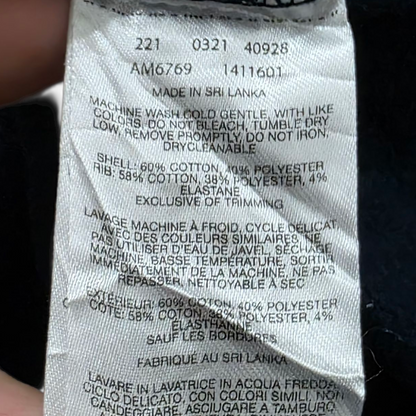 221 0321 40928
AM6769 1411601
MADE IN SRI LANKA
MACHINE WASH COLD GENTLE, WITH LIKE
COLORS, DO NOT BLEACH, TUMBLE DRY
LOW, REMOVE PROMPTLY, DO NOT IRON,
DRYCLEANABLE
SHELL: 60% COTTON, 40% POLYESTER
RIB: 58% COTTON, 38% POLYESTER, 4%
ELASTANE
EXCLUSIVE OF TRIMMING
LAVAGE MACHINE À FROID, CYCLE DELICAT
AVEC DES COULEURS SIMILAIRES, NE
PAS UTILISER D'EAU DE JAVEL, SÉCHAGE
MACHINE, BASSE TEMPÉRATURE, SORTIR
IMMÉDIATEMENT DE LA MACHINE, NE PAS
REPASSER, NETTOYABLE A SEC
EXTÉRIEUR: 60% COTON, 40% POLYESTER
CÔTE: 58% COTON, 38% POLYESTER, 4%
ÉLASTHANNE
SAUF LES BORDURES
FABRIQUE AU SRI LANKA
LAVARE IN LAVATRICE IN ACQUA FREDDA
CICLO DELICATO, CON COLORI SIMILI, NON
CANDEGGIARE, ASCIUGARE A TAMBURO